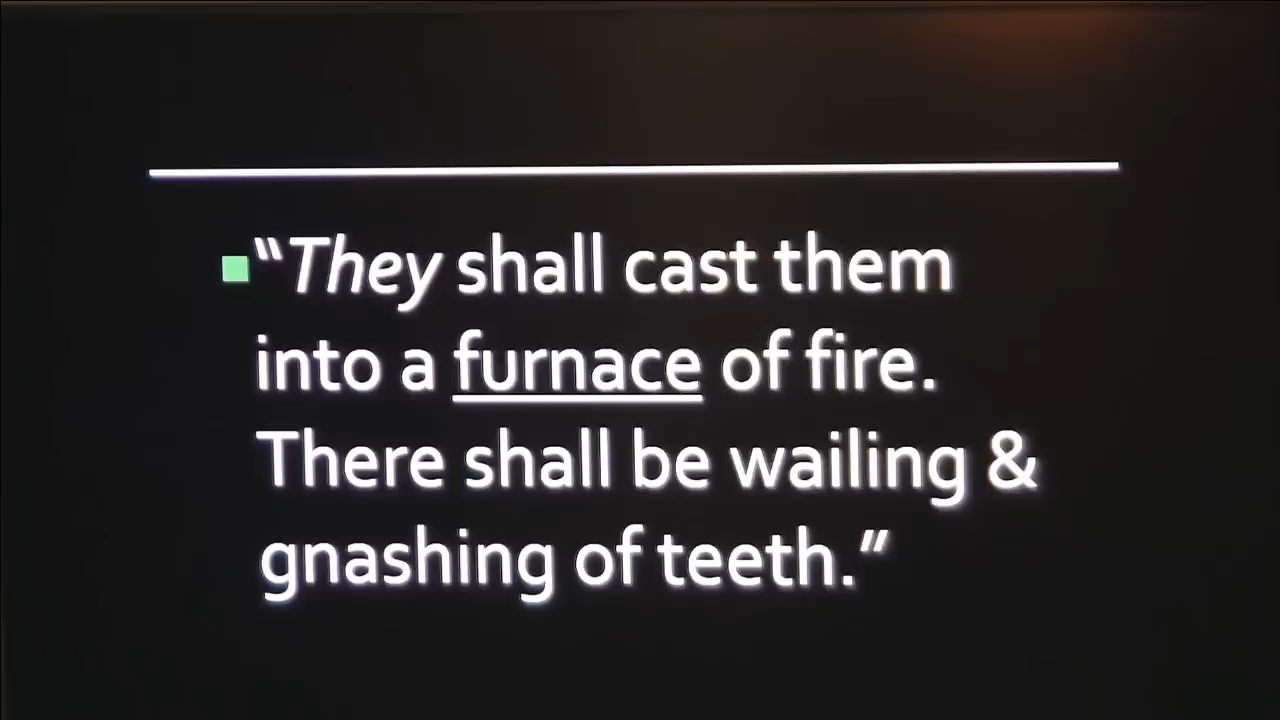 “They shall cast them
into a furnace of fire.
There shall be wailing &
gnashing of teeth.”